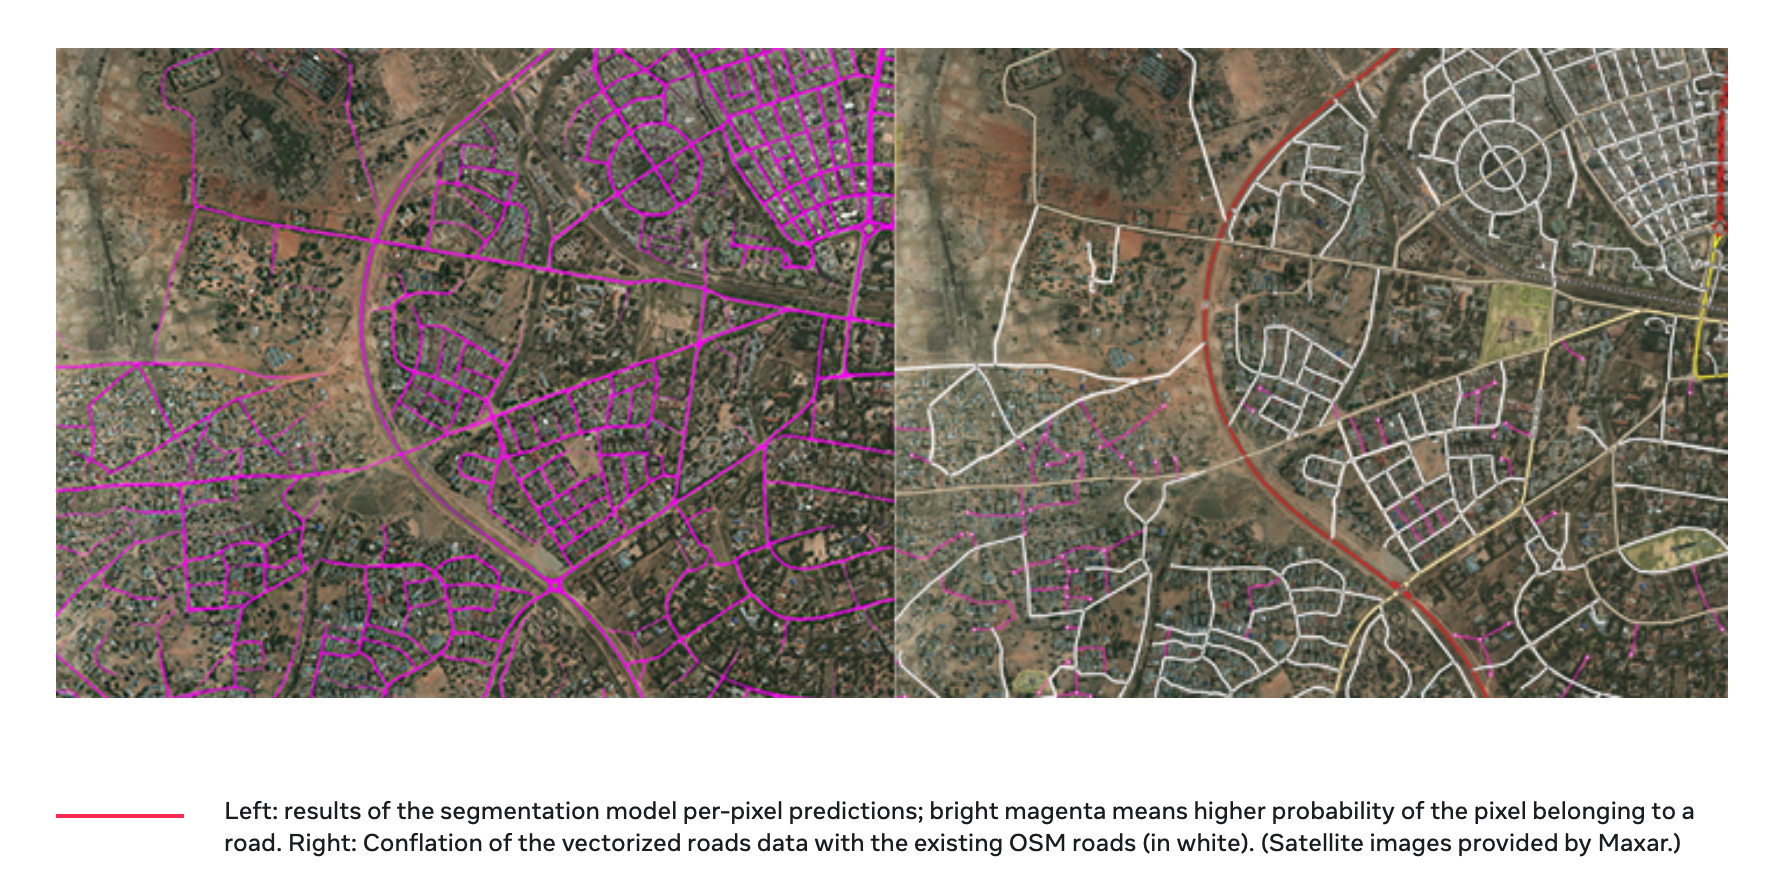 Left: results of the segmentation model per-pixel predictions; bright magenta means higher probability of the pixel belonging to a
road. Right: Conflation of the vectorized roads data with the existing OSM roads (in white). (Satellite images provided by Maxar.)